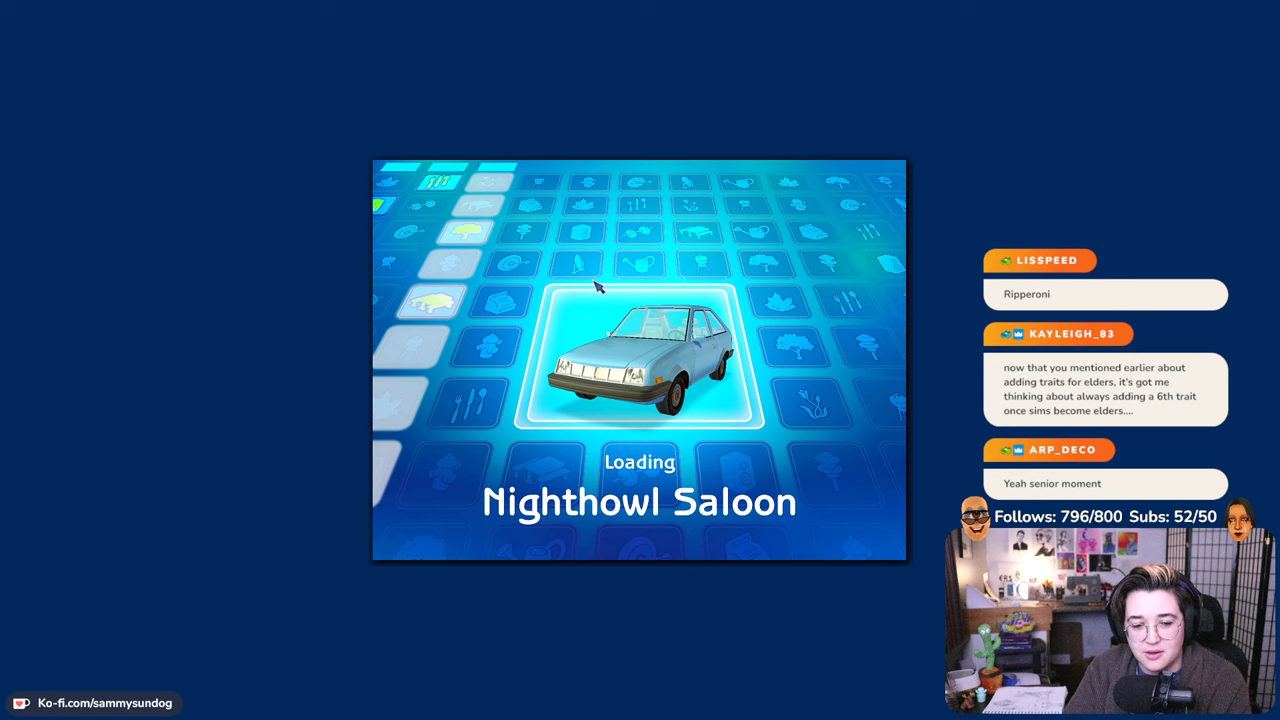 Loading
Nighthowl Saloon
LISSPEED
Ripperoni
KAYLEIGH_83
now that you mentioned earlier about
adding traits for elders, it's got me
thinking about always adding a 6th trait
once sims become elders....
ARP_DECO
Yeah senior moment
Follows: 796/800 Subs: 52/50
Ko-fi.com/sammysundog